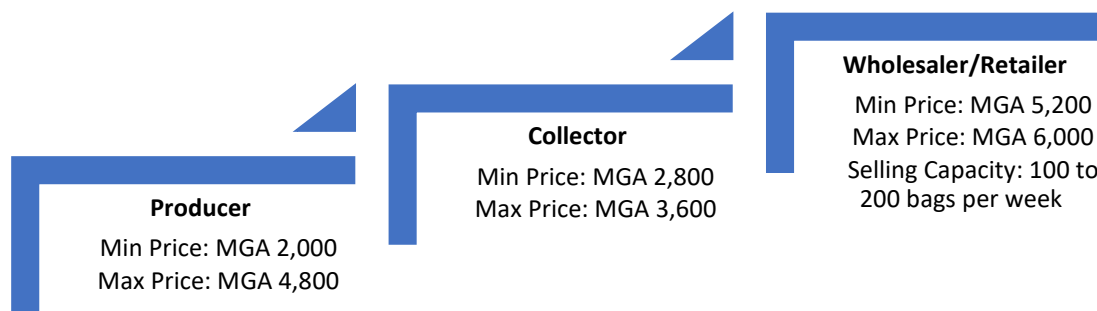 Producer
Min Price: MGA 2,000
Max Price: MGA 4,800
Collector
Min Price: MGA 2,800
Max Price: MGA 3,600
Wholesaler/Retailer
Min Price: MGA 5,200
Max Price: MGA 6,000
Selling Capacity: 100 to
200 bags per week